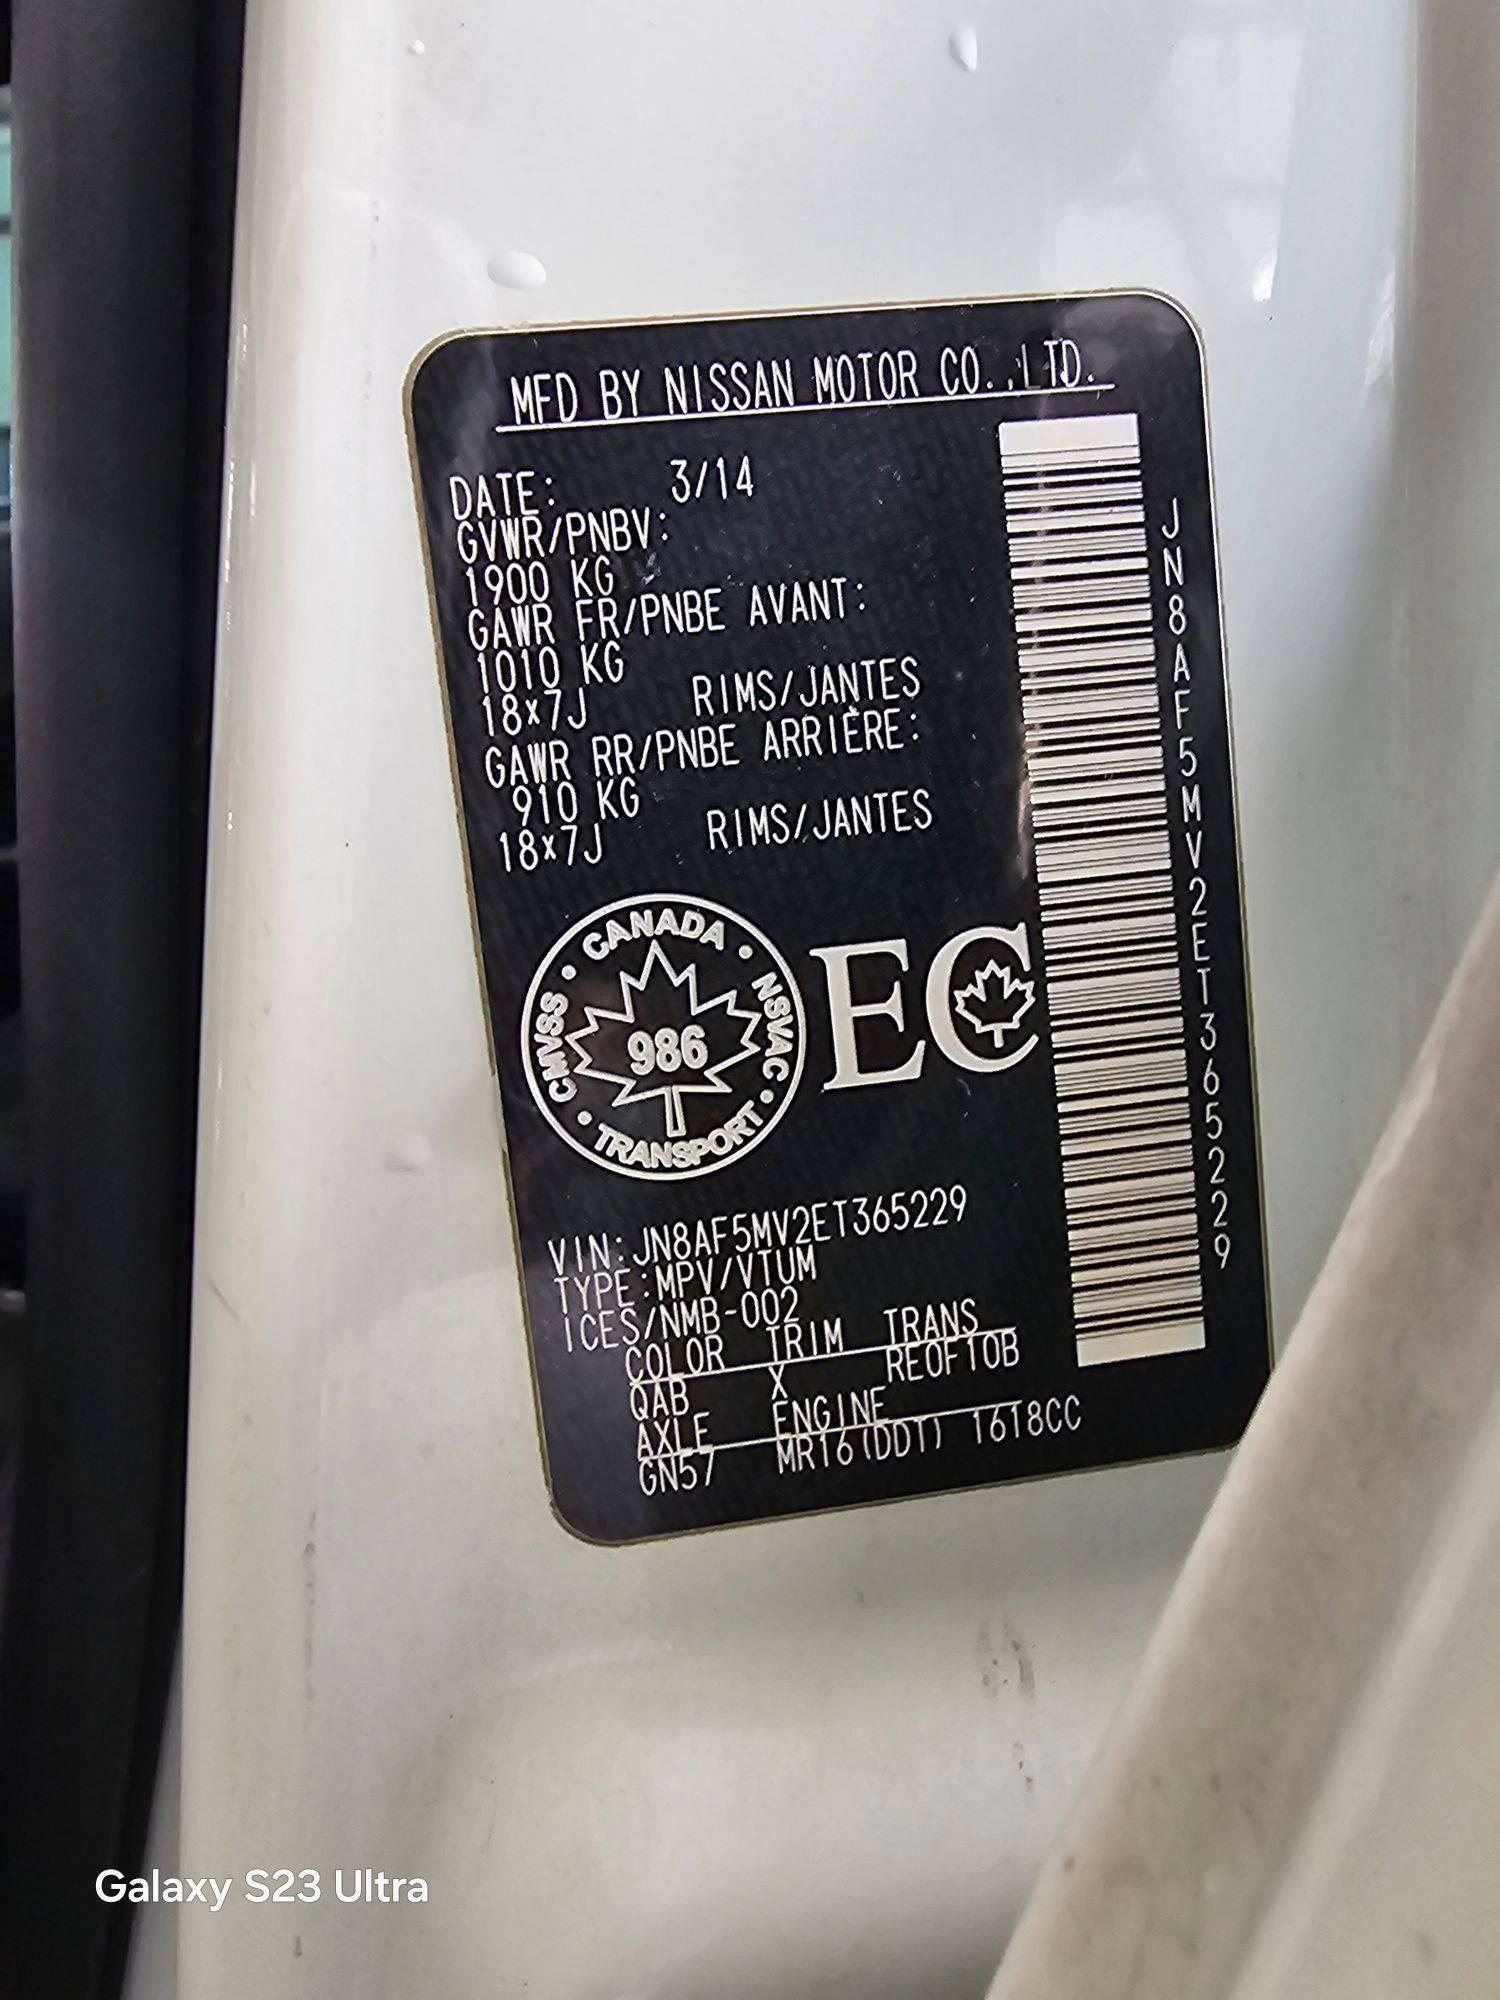 MFD BY NISSAN MOTOR CO.,LTD.
DATE: 3/14
GVWR/PNBV:
1900 KG
GAWR FR/PNBE AVANT:
1010 KG
18x7J RIMS/JANTES
GAWR RR/PNBE ARRIÈRE:
910 KG
18x7J RIMS/JANTES
CANADA • NSVAC • TRANSPORT • CMVSS •
986
EC
VIN:JN8AF5MV2ET365229
TYPE:MPV/VTUM
ICES/NMB-002
COLOR TRIM TRANS
QAB X RE0F10B
AXLE ENGINE
GN57 MR16(DDT) 1618CC
JN8AF5MV2ET365229
Galaxy S23 Ultra